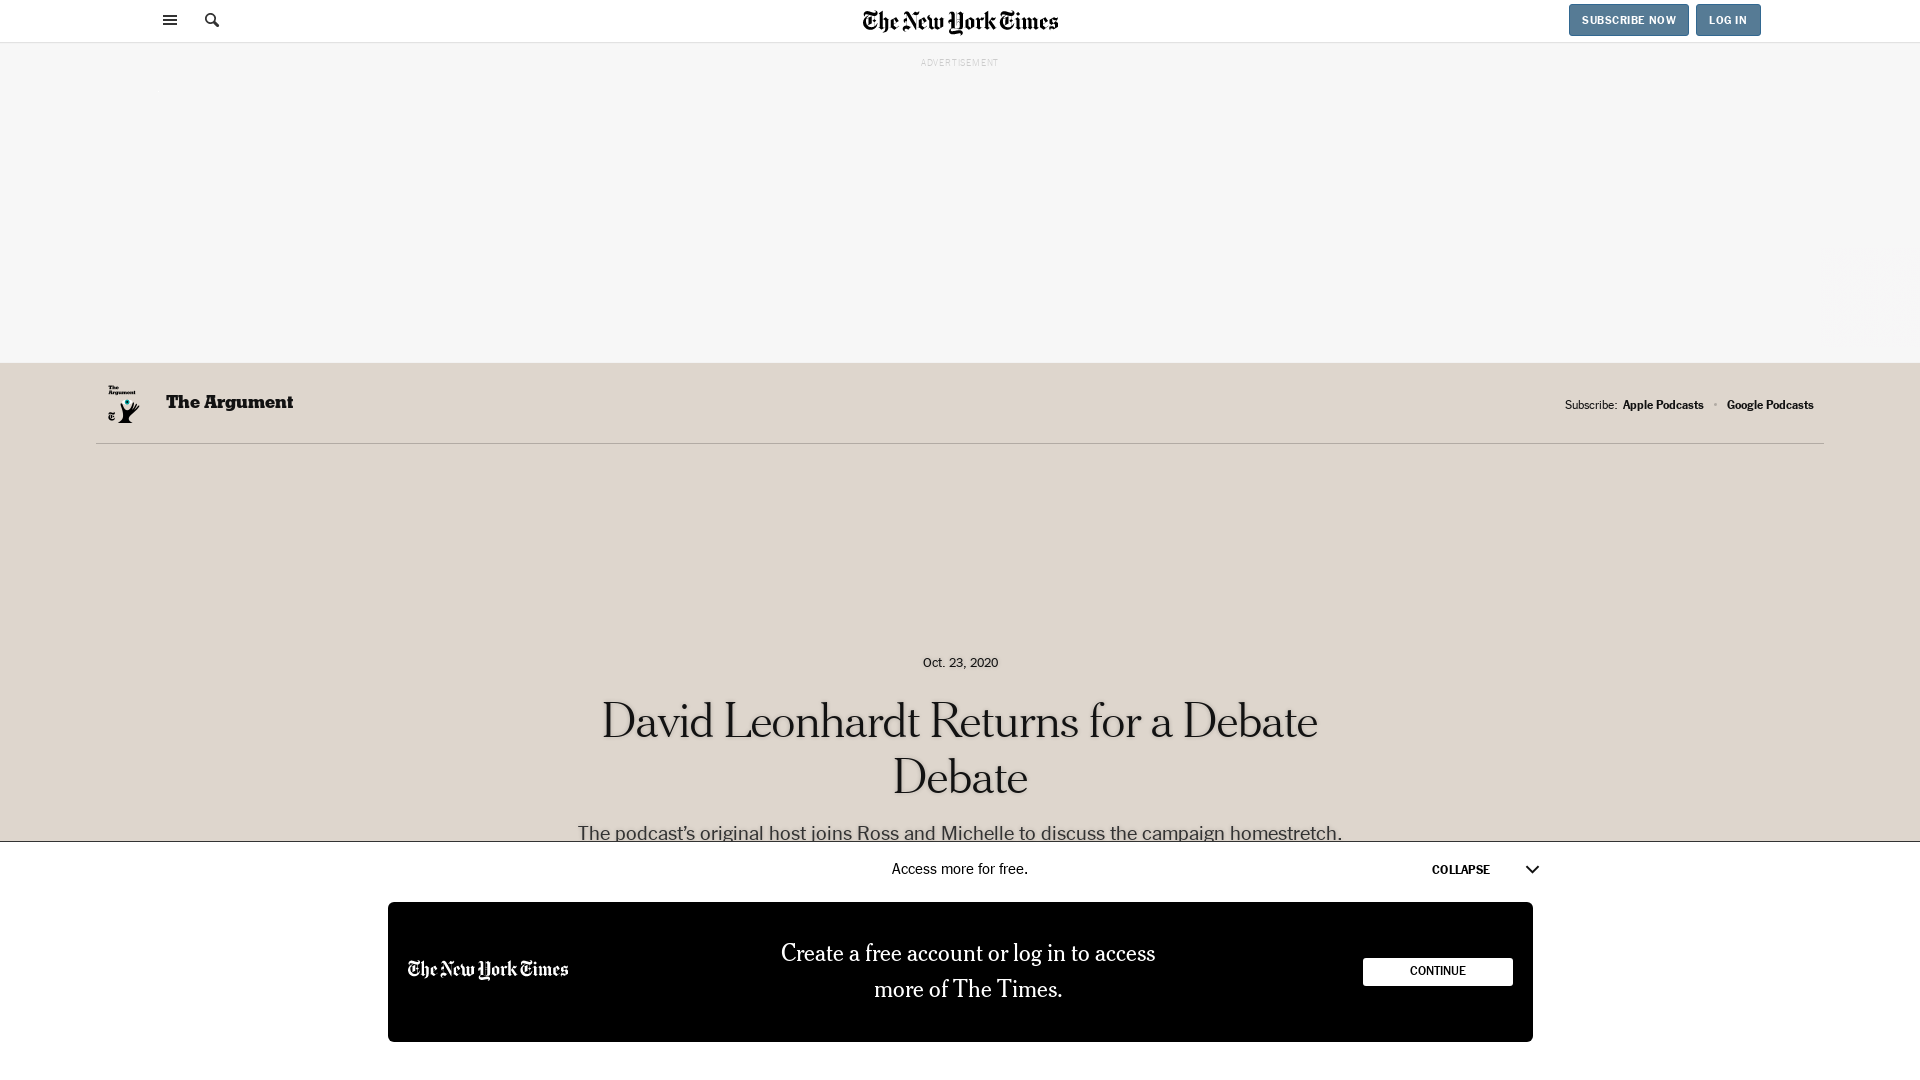 The New York Times
SUBSCRIBE NOW
LOG IN
ADVERTISEMENT
The
Argument
The Argument
Subscribe: Apple Podcasts • Google Podcasts
Oct. 23, 2020
David Leonhardt Returns for a Debate
Debate
The podcast’s original host joins Ross and Michelle to discuss the campaign homestretch.
Access more for free.
COLLAPSE
The New York Times
Create a free account or log in to access
more of The Times.
CONTINUE